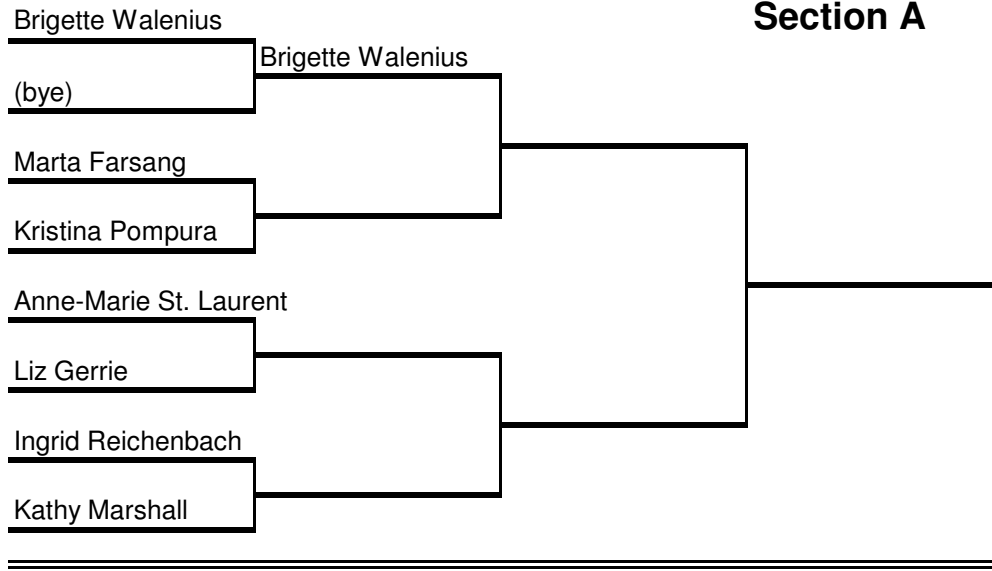 Section A
Brigette Walenius
Brigette Walenius
(bye)
Marta Farsang
Kristina Pompura
Anne-Marie St. Laurent
Liz Gerrie
Ingrid Reichenbach
Kathy Marshall